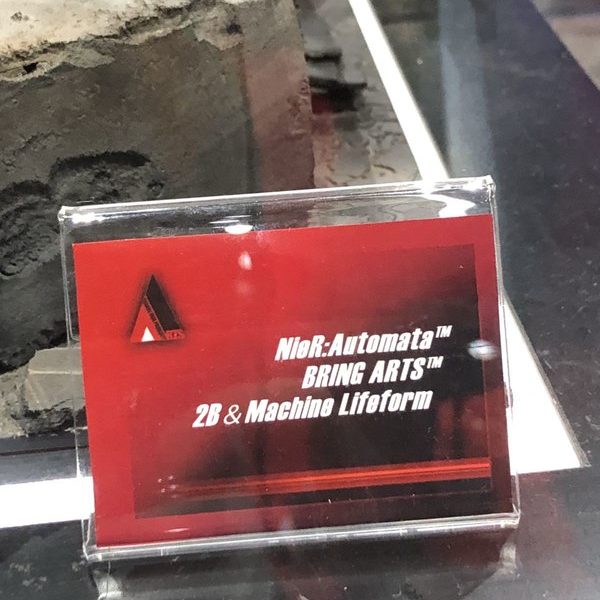 NieR:Automata™
BRING ARTS™
2B & Machine Lifeform